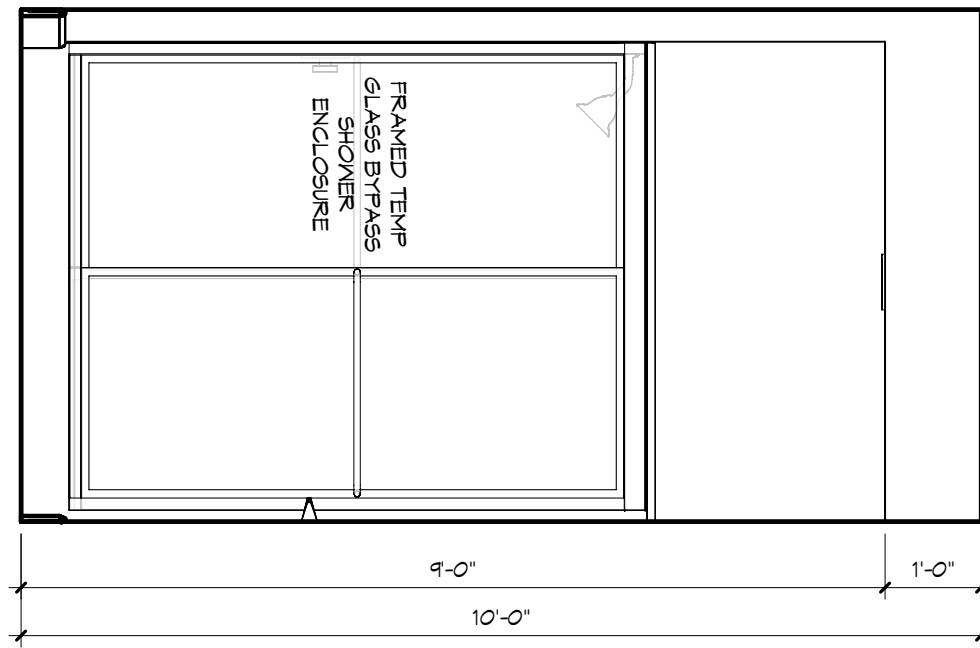 FRAMED TEMP
GLASS BYPASS
SHOWER
ENCLOSURE
9'-0"
1'-0"
10'-0"